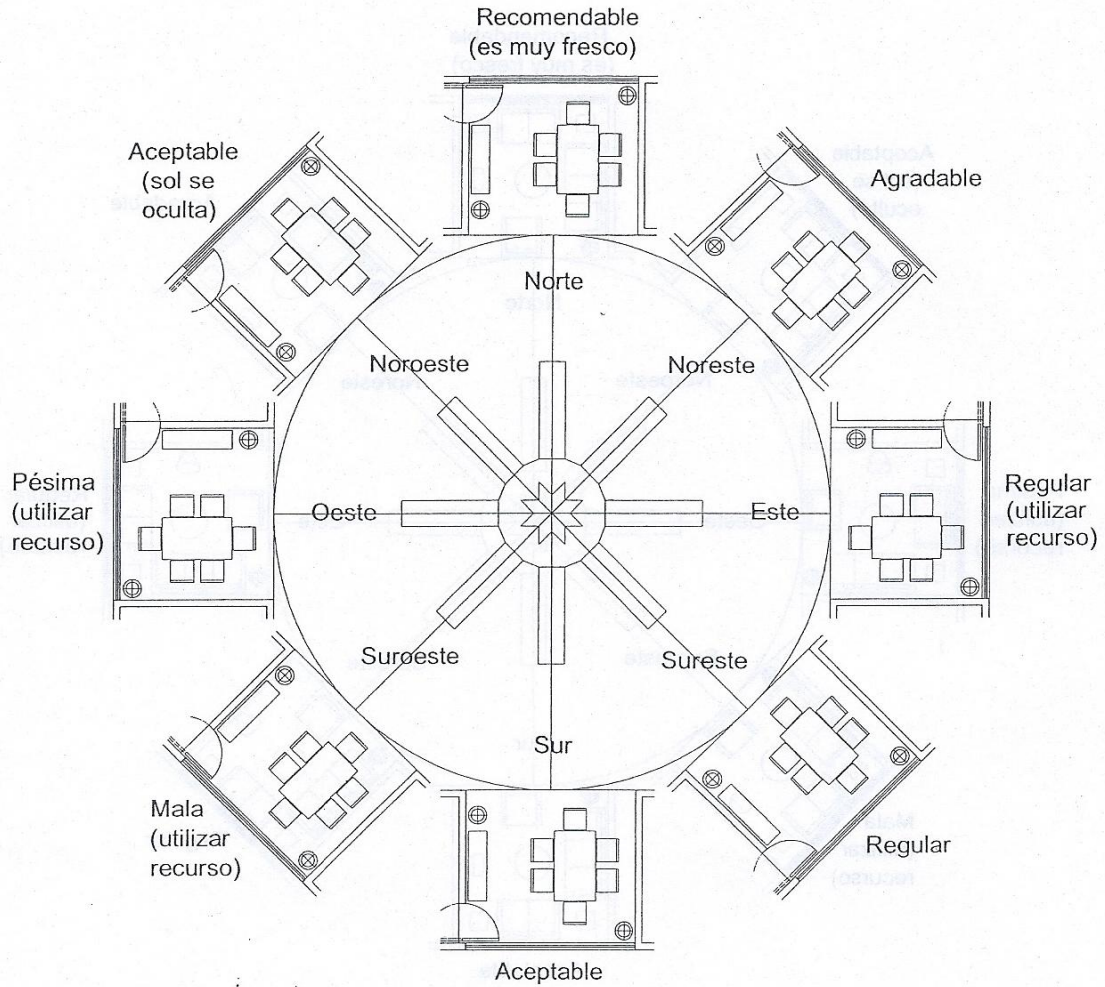 Recomendable
(es muy fresco)
Aceptable
(sol se
oculta)
Agradable
Norte
Noroeste
Noreste
Pésima
(utilizar
recurso)
Oeste
Este
Regular
(utilizar
recurso)
Suroeste
Sureste
Sur
Mala
(utilizar
recurso)
Regular
Aceptable